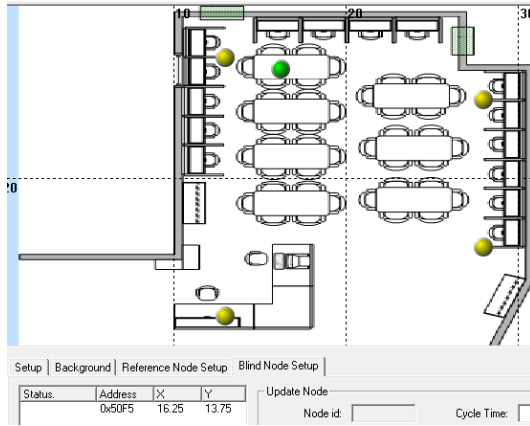 10 20 30
20
Setup Background Reference Node Setup Blind Node Setup
Status. Address X Y
0x50F5 16.25 13.75
Update Node
Node id: Cycle Time: